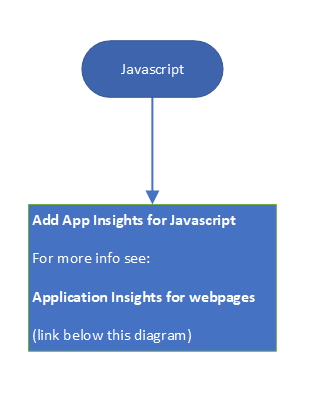 Javascript
Add App Insights for Javascript
For more info see:
Application Insights for webpages
(link below this diagram)